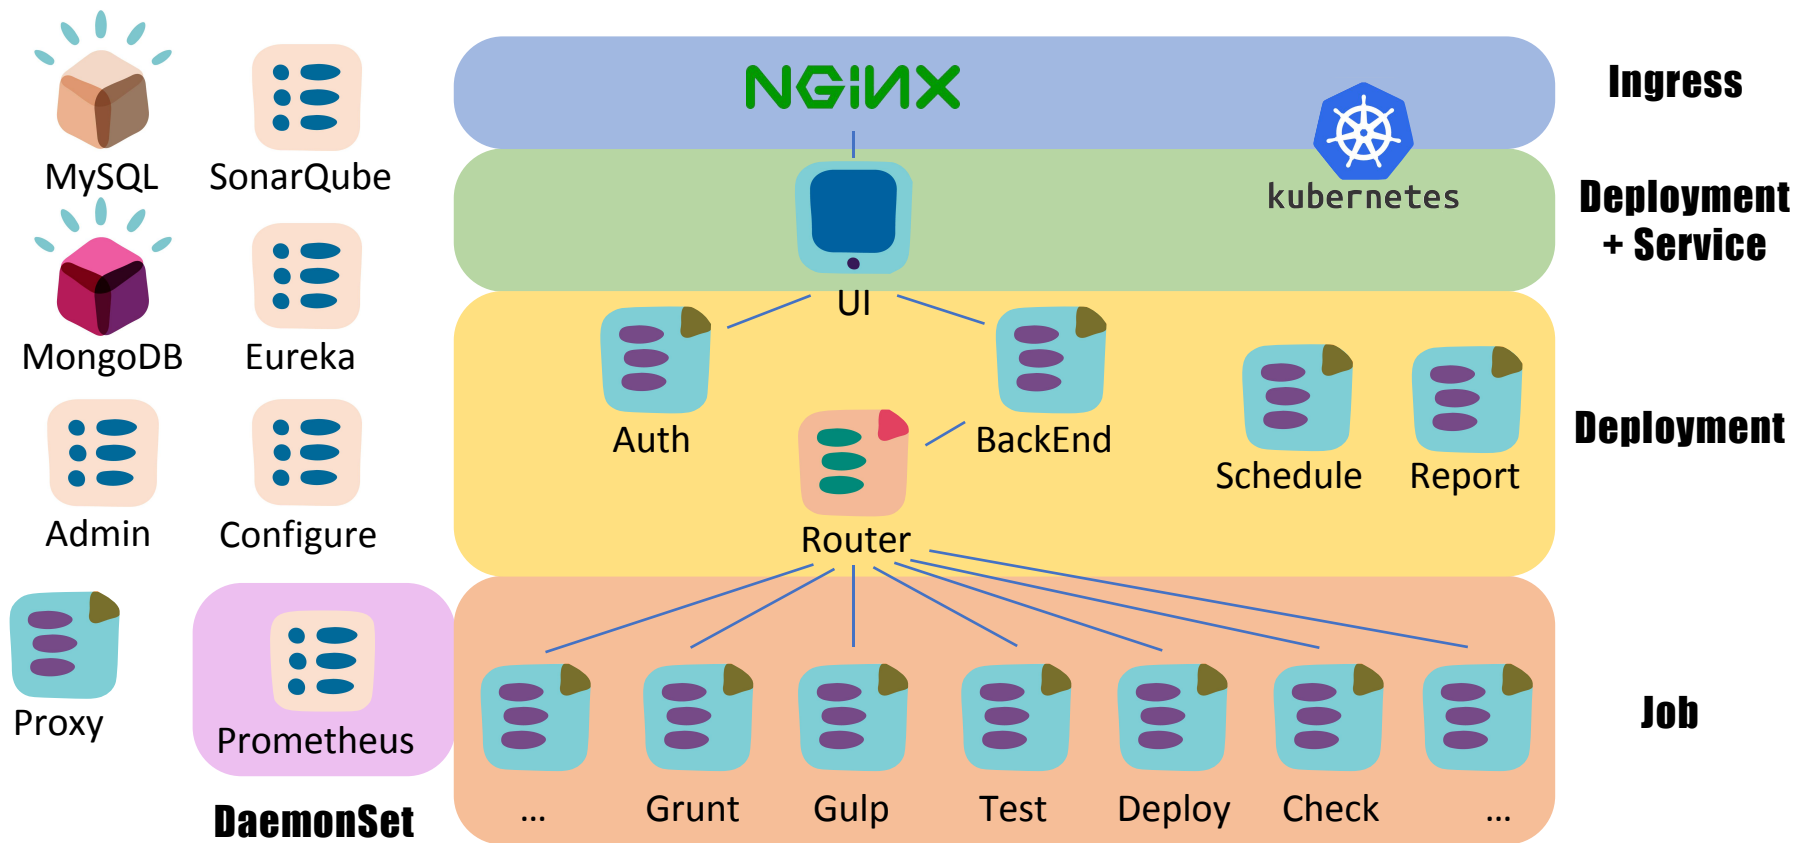 MySQL
SonarQube
NGiNX
kubernetes
Ingress
MongoDB
Eureka
UI
Deployment
+ Service
Admin
Configure
Auth
BackEnd
Router
Schedule
Report
Deployment
Proxy
Prometheus
DaemonSet
...
Grunt
Gulp
Test
Deploy
Check
...
Job